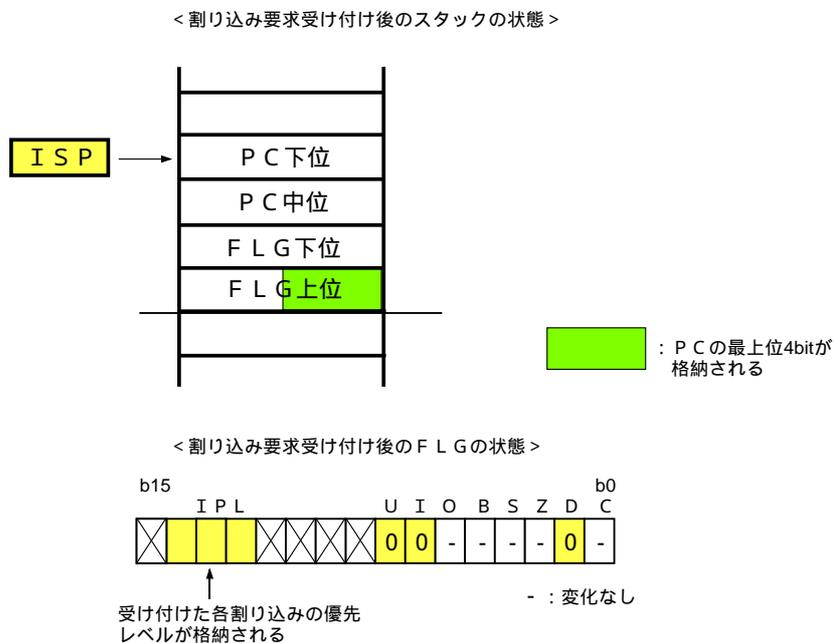 <割り込み要求受け付け後のスタックの状態>
ISP
PC下位
PC中位
FLG下位
FLG上位
:PCの最上位4bitが
格納される
<割り込み要求受け付け後のFLGの状態>
b15 b0
IPL U I O B S Z D C
0 0 - - - - 0 -
受け付けた各割り込みの優先
レベルが格納される
- :変化なし